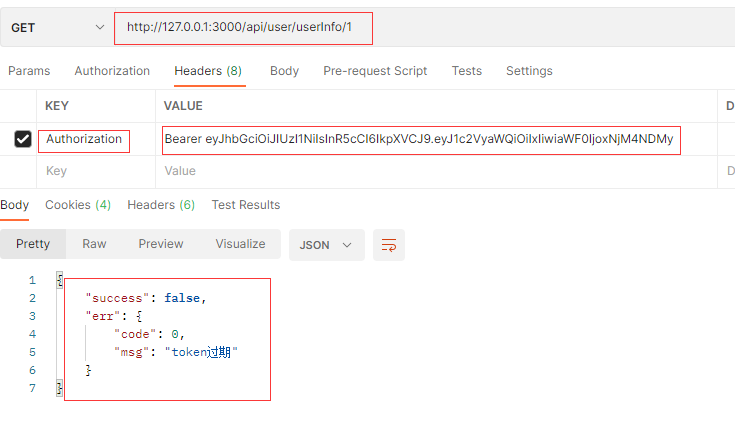 GET http://127.0.0.1:3000/api/user/userInfo/1
Params Authorization Headers (8) Body Pre-request Script Tests Settings
KEY VALUE D
Authorization Bearer eyJhbGciOiJIUzI1NiIsInR5cCI6IkpXVCJ9.eyJ1c2VyaWQiOiIxIiwiaWF0IjoxNjM4NDMy
Key Value D
Body Cookies (4) Headers (6) Test Results
Pretty Raw Preview Visualize JSON
1 {
2 "success": false,
3 "err": {
4 "code": 0,
5 "msg": "token过期"
6 }
7 }